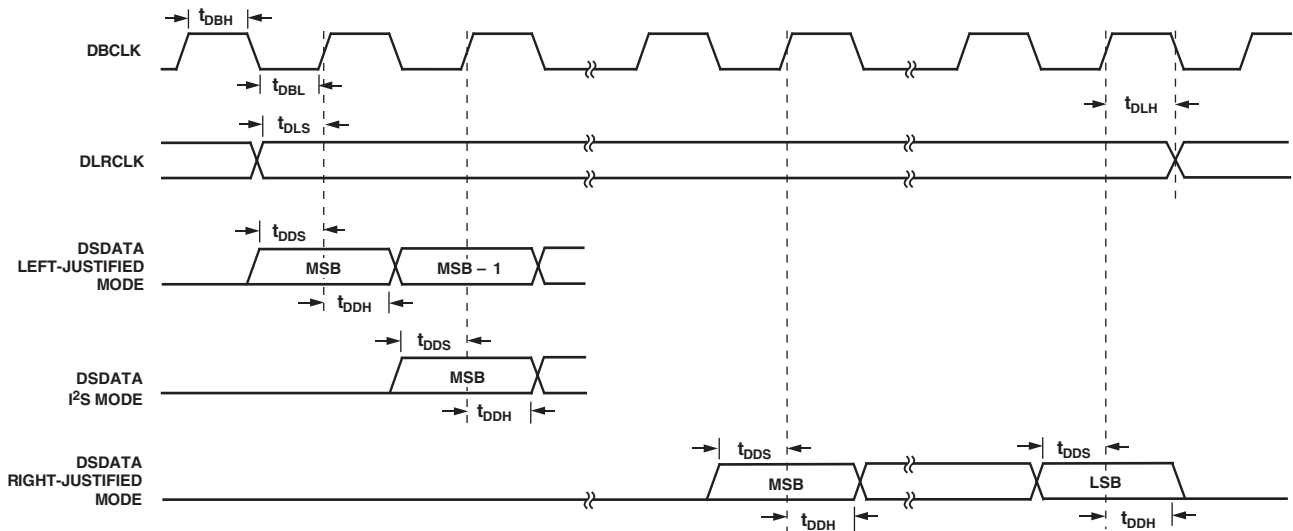 tDBH
DBCLK
tDBL
tDLH
tDLS
DLRCLK
tDDS
DSDATA
LEFT-JUSTIFIED
MODE
MSB
MSB – 1
tDDH
tDDS
DSDATA
I²S MODE
MSB
tDDH
DSDATA
RIGHT-JUSTIFIED
MODE
tDDS
tDDS
MSB
LSB
tDDH
tDDH